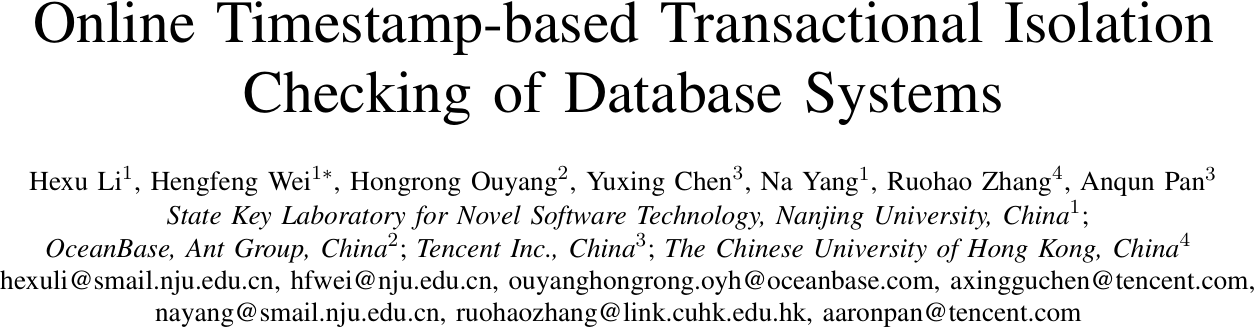 Online Timestamp-based Transactional Isolation
Checking of Database Systems
Hexu Li¹, Hengfeng Wei¹*, Hongrong Ouyang², Yuxing Chen³, Na Yang¹, Ruohao Zhang⁴, Anqun Pan³
State Key Laboratory for Novel Software Technology, Nanjing University, China¹;
OceanBase, Ant Group, China²; Tencent Inc., China³; The Chinese University of Hong Kong, China⁴
hexuli@smail.nju.edu.cn, hfwei@nju.edu.cn, ouyanghongrong.oyh@oceanbase.com, axingguchen@tencent.com,
nayang@smail.nju.edu.cn, ruohaozhang@link.cuhk.edu.hk, aaronpan@tencent.com